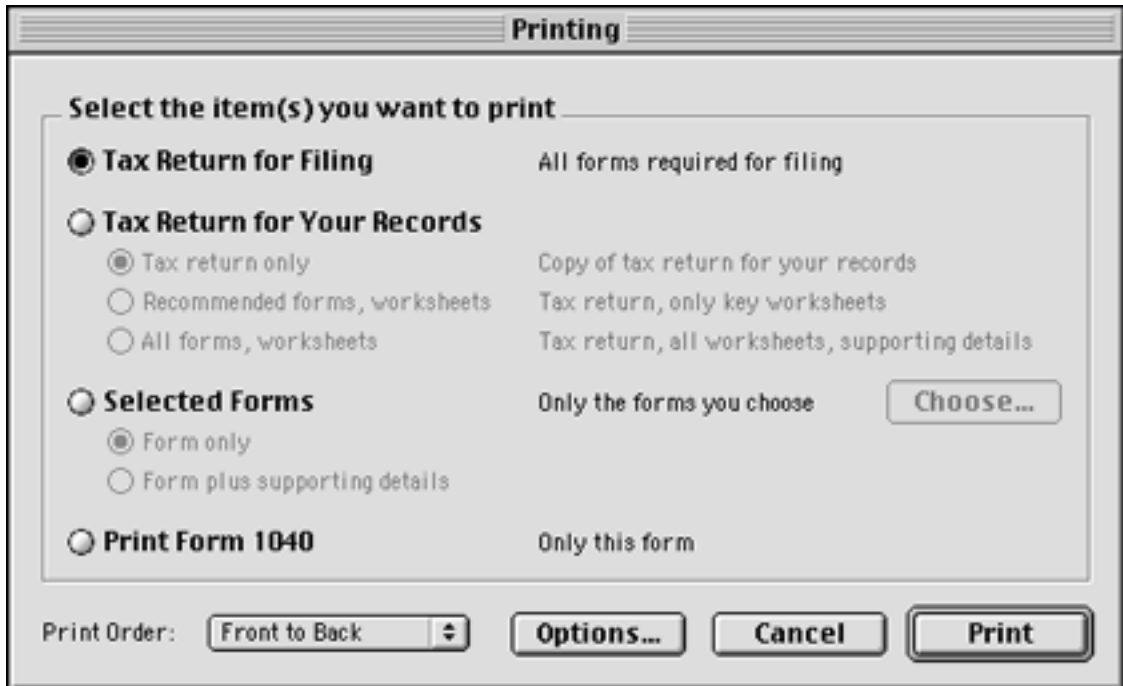 Printing
Select the item(s) you want to print
Tax Return for Filing All forms required for filing
Tax Return for Your Records
Tax return only Copy of tax return for your records
Recommended forms, worksheets Tax return, only key worksheets
All forms, worksheets Tax return, all worksheets, supporting details
Selected Forms Only the forms you choose Choose...
Form only
Form plus supporting details
Print Form 1040 Only this form
Print Order: Front to Back Options... Cancel Print